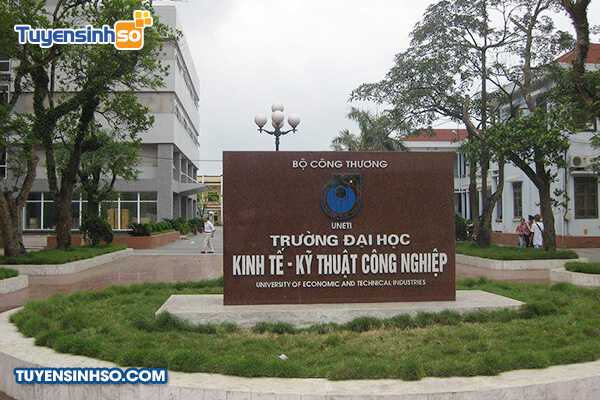 Tuyensinhso
BỘ CÔNG THƯƠNG
UNETI
TRƯỜNG ĐẠI HỌC
KINH TẾ - KỸ THUẬT CÔNG NGHIỆP
UNIVERSITY OF ECONOMIC AND TECHNICAL INDUSTRIES
TUYENSINHSO.COM